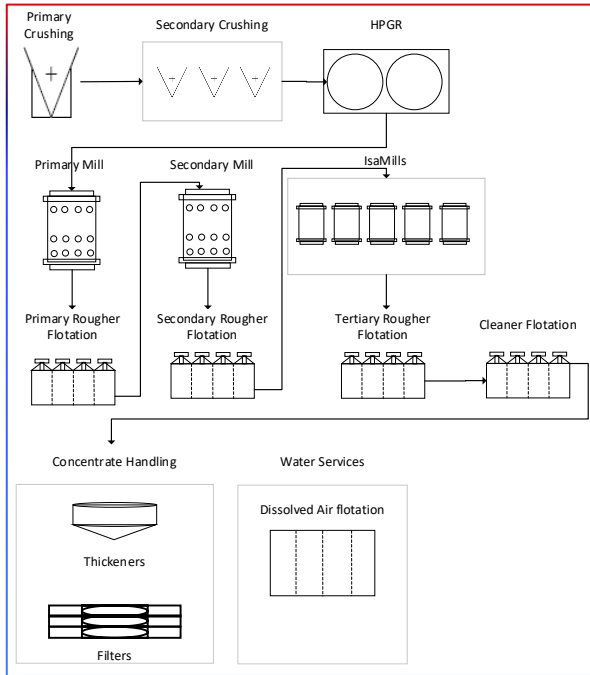 Primary
Crushing
Secondary Crushing
HPGR
Primary Mill
Secondary Mill
IsaMills
Primary Rougher
Flotation
Secondary Rougher
Flotation
Tertiary Rougher
Flotation
Cleaner Flotation
Concentrate Handling
Water Services
Dissolved Air flotation
Thickeners
Filters